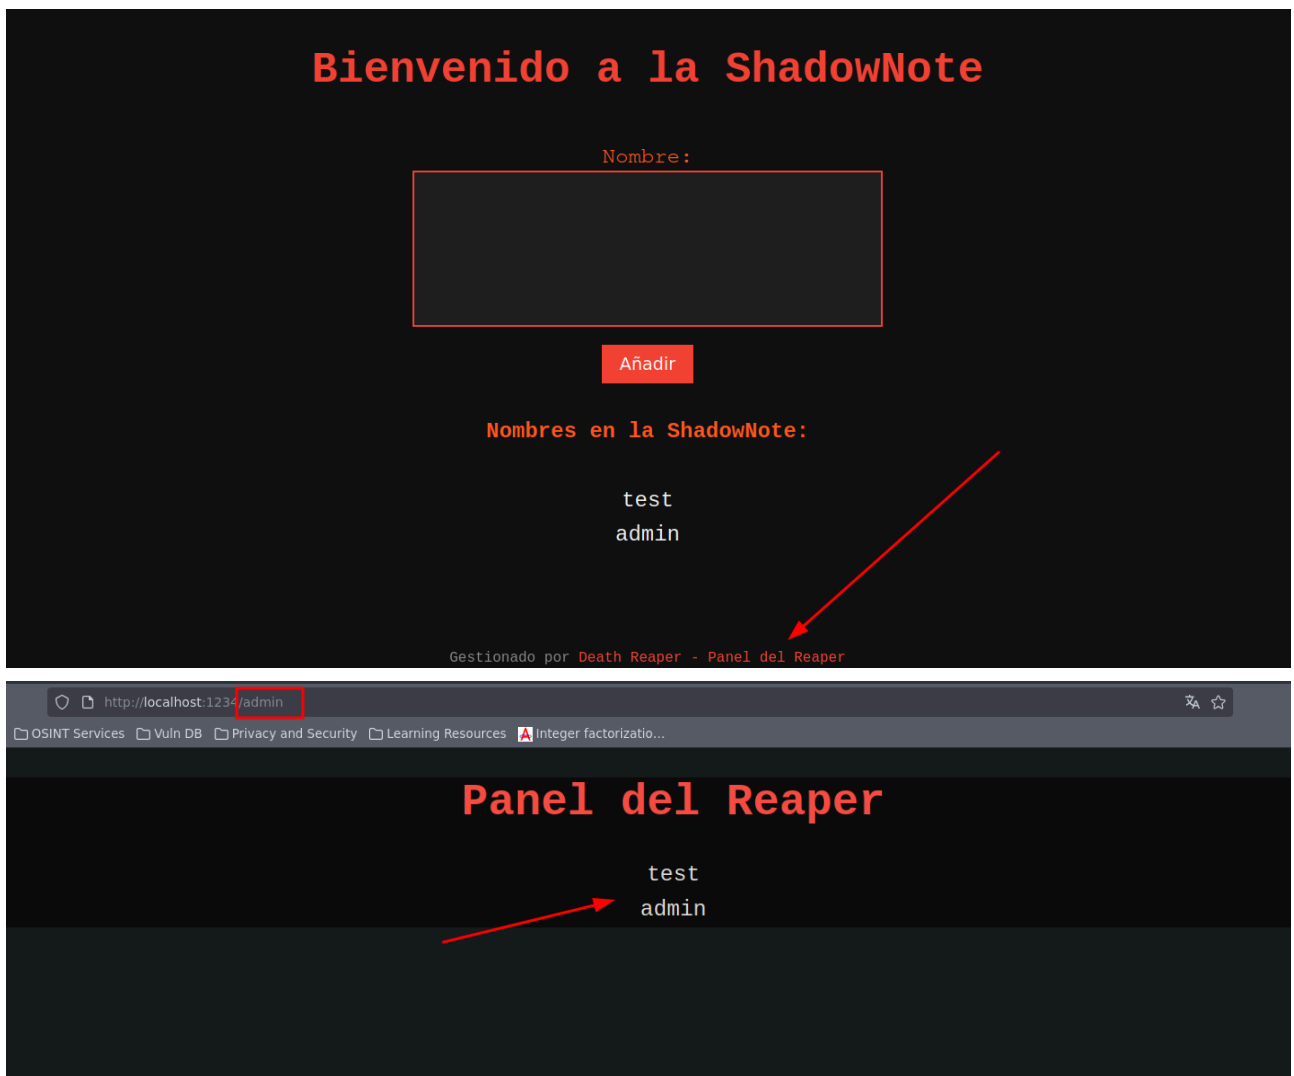 Bienvenido a la ShadowNote
Nombre:
Añadir
Nombres en la ShadowNote:
test
admin
Gestionado por Death Reaper - Panel del Reaper
http://localhost:1234/admin
OSINT Services Vuln DB Privacy and Security Learning Resources Integer factorizatio...
Panel del Reaper
test
admin